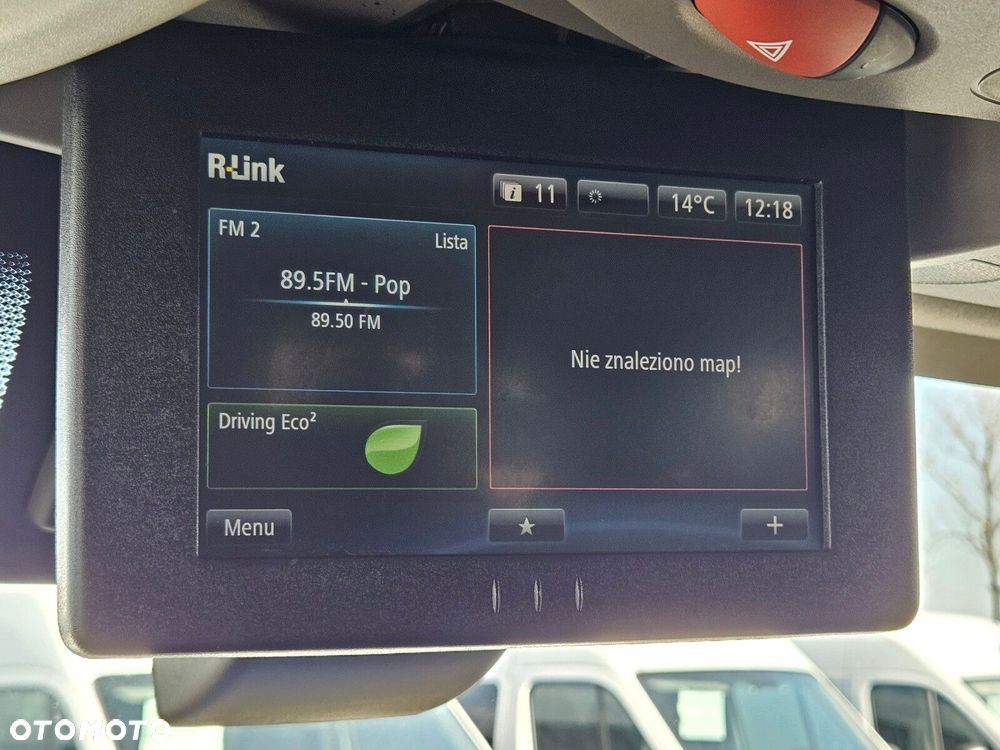 R-Link
11
14°C
12:18
FM 2
Lista
89.5FM - Pop
89.50 FM
Nie znaleziono map!
Driving Eco²
Menu
OTOMOTO